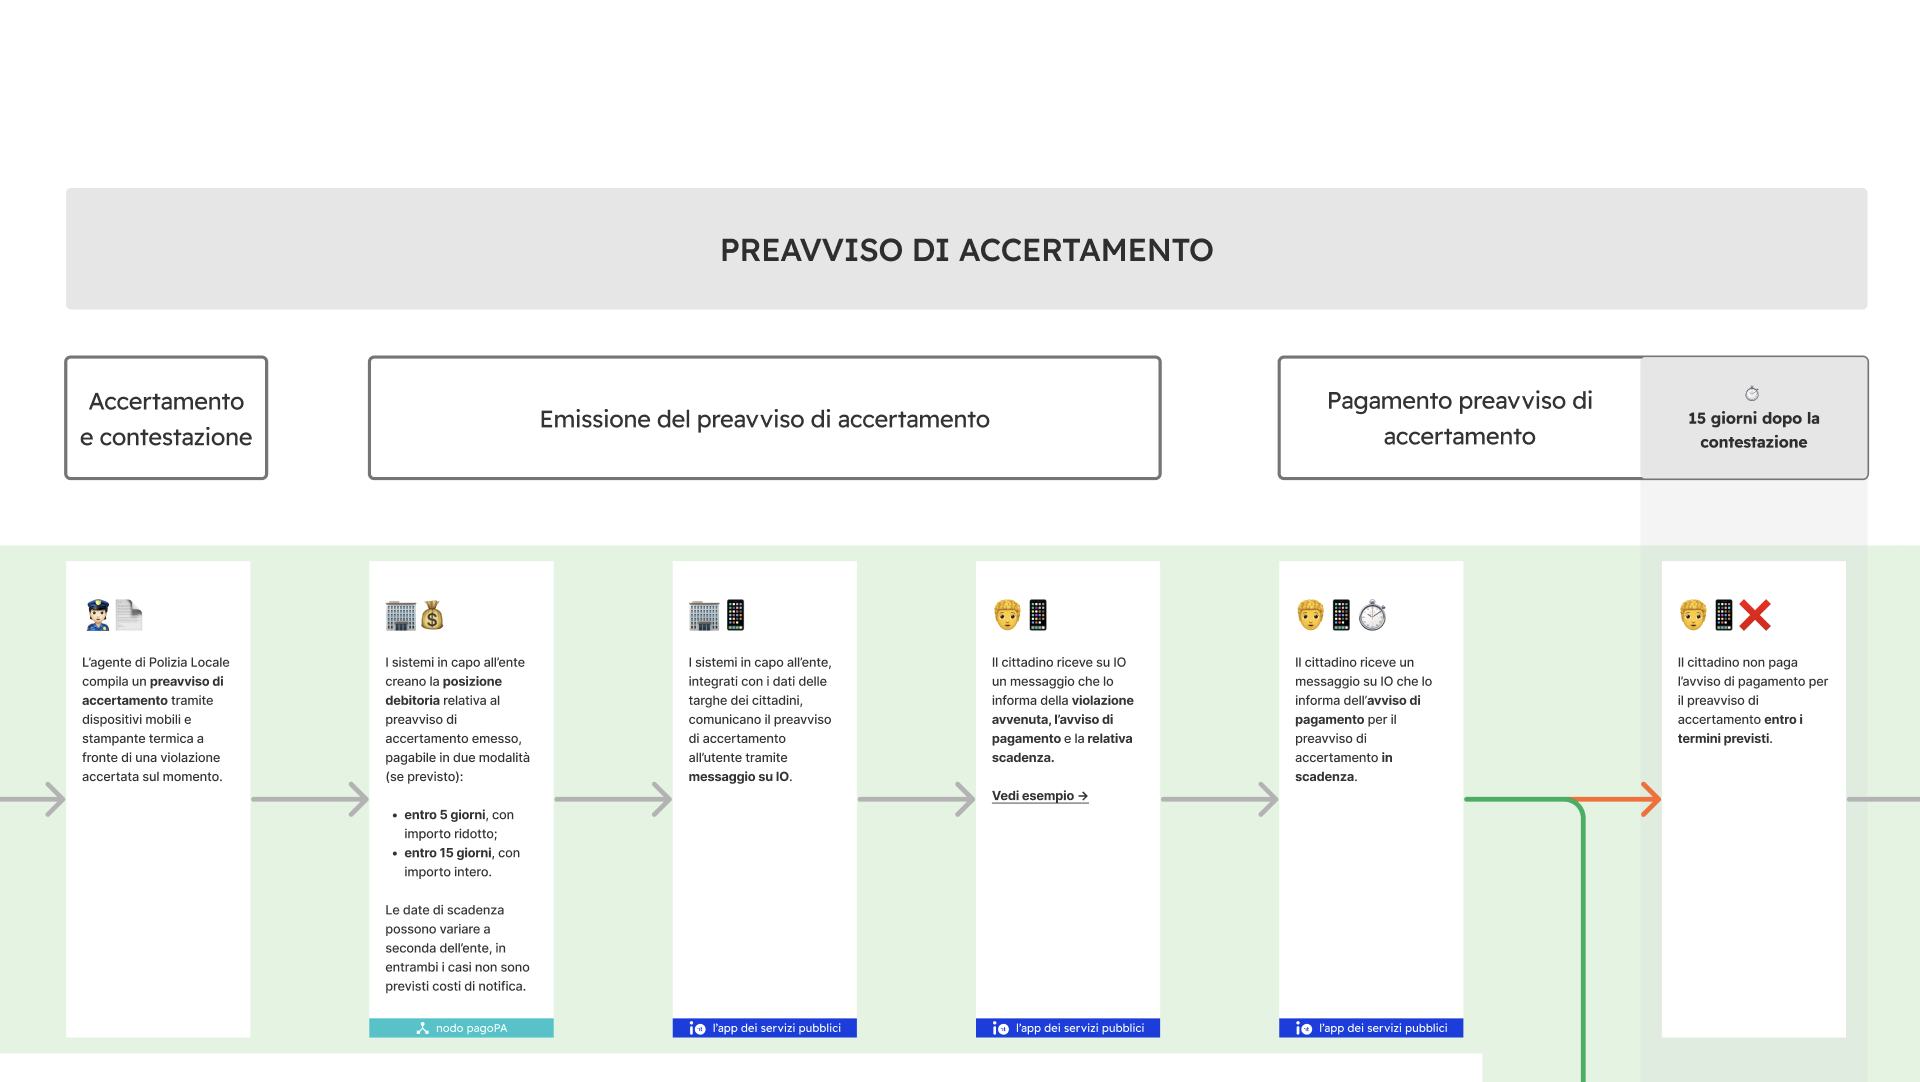 PREAVVISO DI ACCERTAMENTO
Accertamento
e contestazione
Emissione del preavviso di accertamento
Pagamento preavviso di
accertamento
15 giorni dopo la
contestazione
L'agente di Polizia Locale
compila un preavviso di
accertamento tramite
dispositivi mobili e
stampante termica a
fronte di una violazione
accertata sul momento.
I sistemi in capo all'ente
creano la posizione
debitoria relativa al
preavviso di
accertamento emesso,
pagabile in due modalità
(se previsto):
• entro 5 giorni, con
importo ridotto;
• entro 15 giorni, con
importo intero.
Le date di scadenza
possono variare a
seconda dell'ente, in
entrambi i casi non sono
previsti costi di notifica.
nodo pagoPA
I sistemi in capo all'ente,
integrati con i dati delle
targhe dei cittadini,
comunicano il preavviso
di accertamento
all'utente tramite
messaggio su IO.
io l'app dei servizi pubblici
Il cittadino riceve su IO
un messaggio che lo
informa della violazione
avvenuta, l'avviso di
pagamento e la relativa
scadenza.
Vedi esempio →
io l'app dei servizi pubblici
Il cittadino riceve un
messaggio su IO che lo
informa dell'avviso di
pagamento per il
preavviso di
accertamento in
scadenza.
io l'app dei servizi pubblici
Il cittadino non paga
l'avviso di pagamento per
il preavviso di
accertamento entro i
termini previsti.